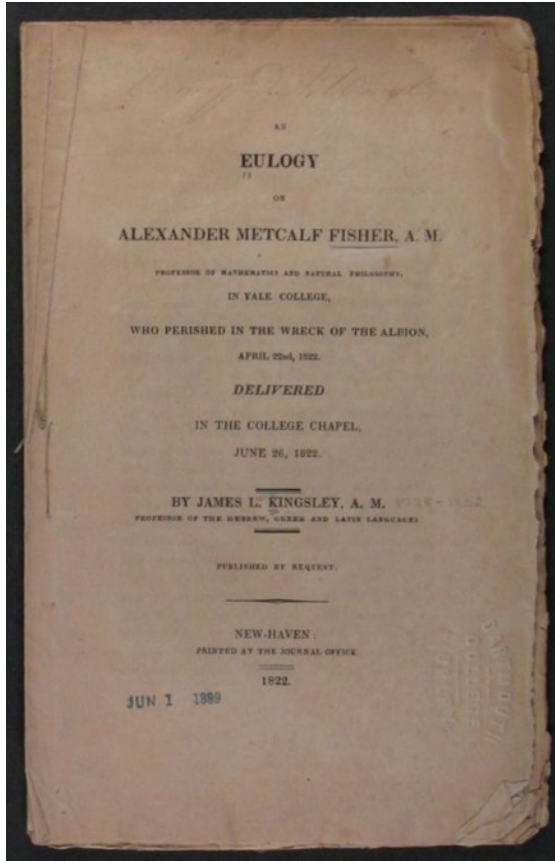 AN
EULOGY
ON
ALEXANDER METCALF FISHER, A. M.
PROFESSOR OF MATHEMATICS AND NATURAL PHILOSOPHY,
IN YALE COLLEGE,
WHO PERISHED IN THE WRECK OF THE ALBION,
APRIL 22nd, 1822.
DELIVERED
IN THE COLLEGE CHAPEL,
JUNE 26, 1822.
BY JAMES L. KINGSLEY, A. M.
PROFESSOR OF THE HEBREW, GREEK AND LATIN LANGUAGES
PUBLISHED BY REQUEST.
NEW-HAVEN:
PRINTED AT THE JOURNAL OFFICE
1822.
JUN 1 1899
DARTMOUTH
COLLEGE